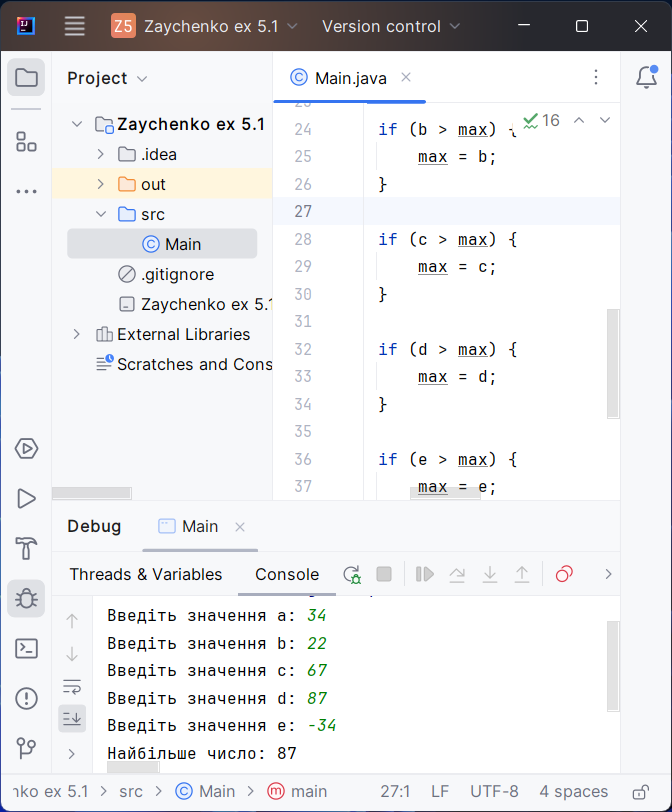 Z5 Zaychenko ex 5.1 Version control
Project
Main.java
Zaychenko ex 5.1
.idea
out
src
Main
.gitignore
Zaychenko ex 5.1
External Libraries
Scratches and Cons
16
24 if (b > max) {
25 max = b;
26 }
27
28 if (c > max) {
29 max = c;
30 }
31
32 if (d > max) {
33 max = d;
34 }
35
36 if (e > max) {
37 max = e;
Debug Main
Threads & Variables Console
Введіть значення a: 34
Введіть значення b: 22
Введіть значення c: 67
Введіть значення d: 87
Введіть значення e: -34
Найбільше число: 87
nko ex 5.1 > src > Main > main 27:1 LF UTF-8 4 spaces